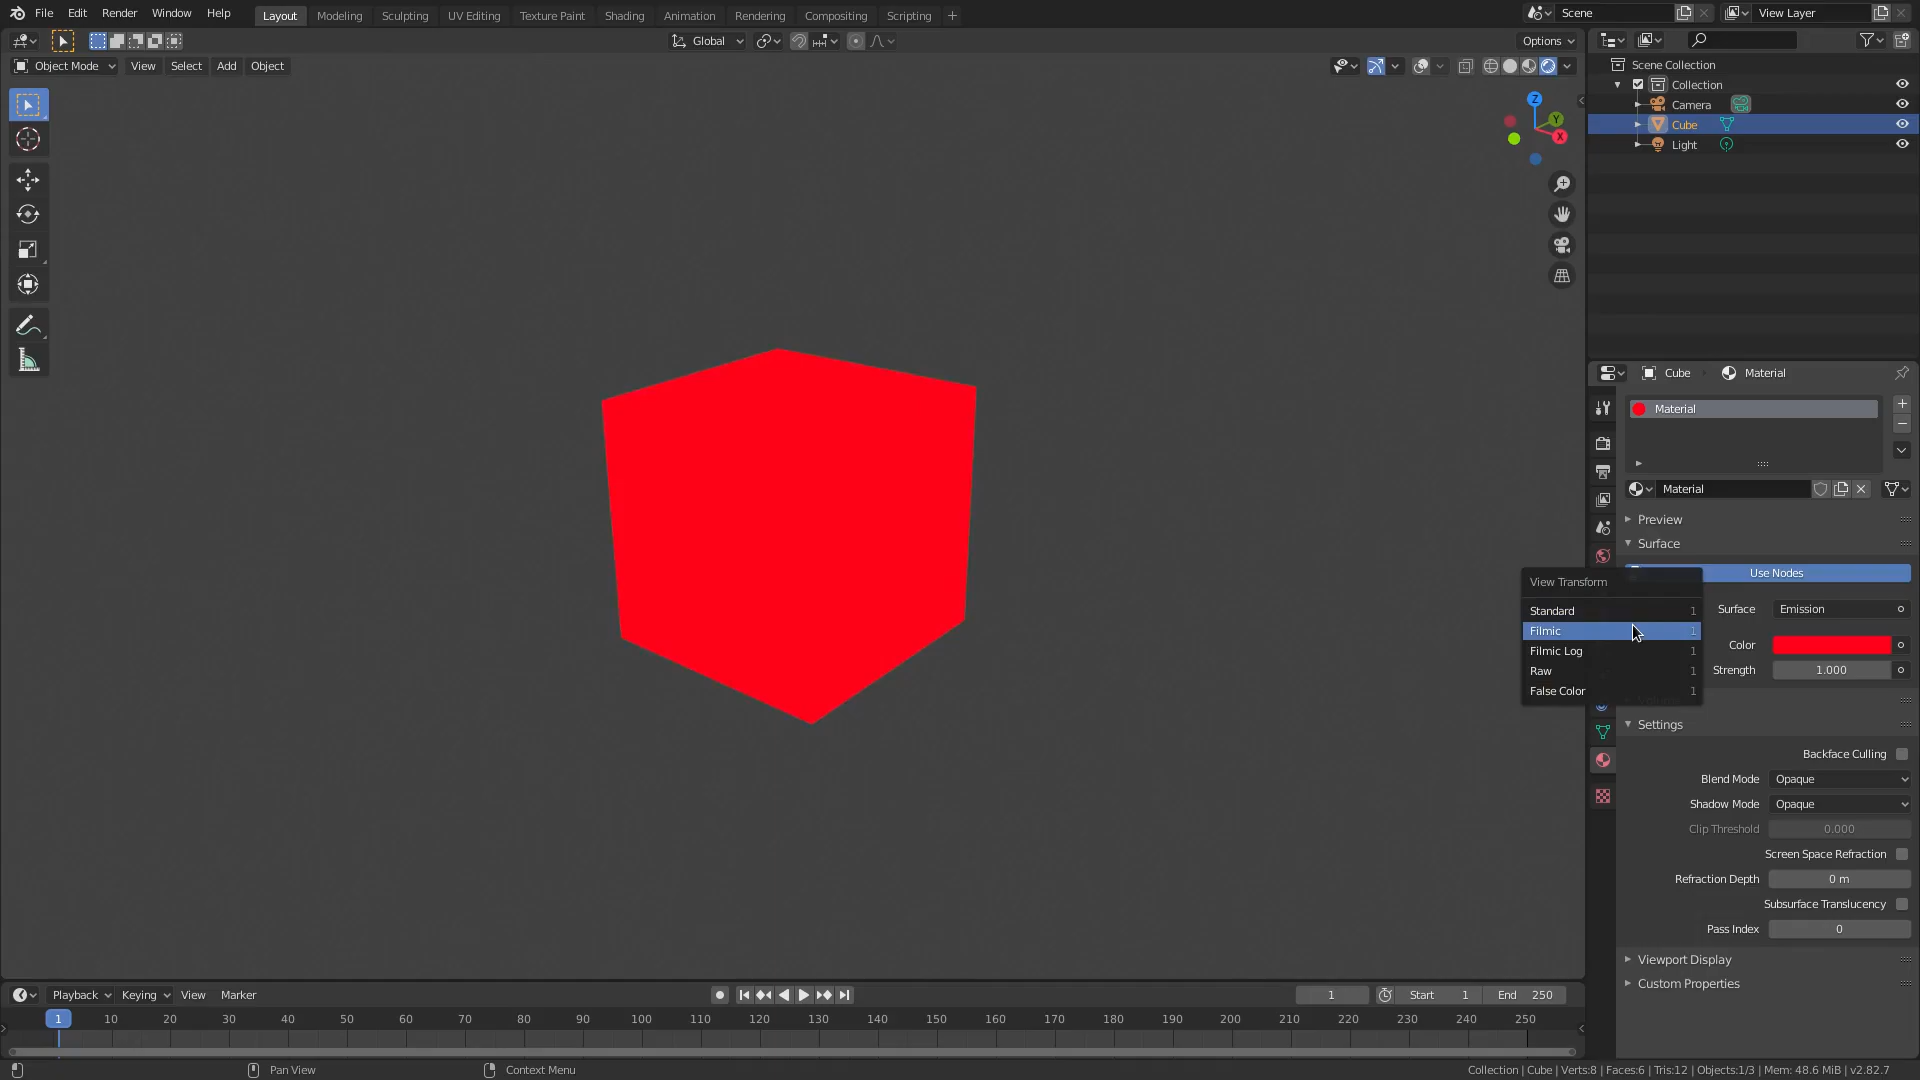 File Edit Render Window Help Layout Modeling Sculpting UV Editing Texture Paint Shading Animation Rendering Compositing Scripting + Scene View Layer
Global Options
Object Mode View Select Add Object
Z
Y
X
Scene Collection
Collection
Camera
Cube
Light
Cube Material
Material
Material
Preview
Surface
Use Nodes
Surface Emission
Color
Strength 1.000
View Transform
Standard 1
Filmic 1
Filmic Log 1
Raw 1
False Color 1
Settings
Backface Culling
Blend Mode Opaque
Shadow Mode Opaque
Clip Threshold 0.000
Screen Space Refraction
Refraction Depth 0 m
Subsurface Translucency
Pass Index 0
Viewport Display
Custom Properties
Playback Keying View Marker 1 Start 1 End 250
1 10 20 30 40 50 60 70 80 90 100 110 120 130 140 150 160 170 180 190 200 210 220 230 240 250
Pan View Context Menu Collection | Cube | Verts:8 | Faces:6 | Tris:12 | Objects:1/3 | Mem: 48.6 MiB | v2.82.7